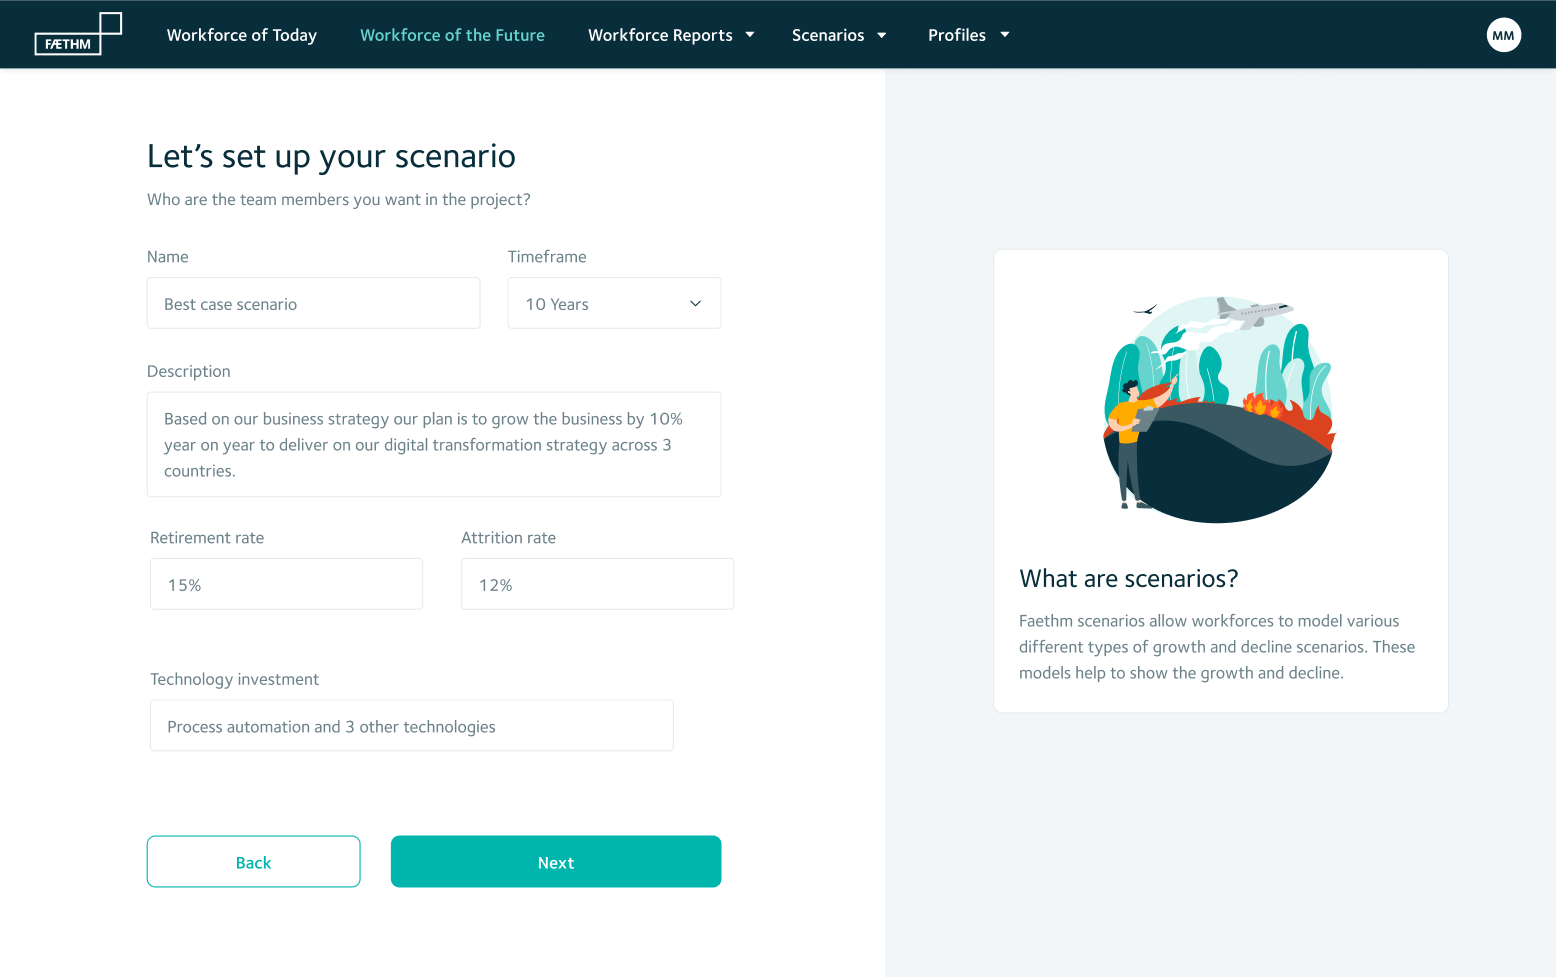 FÆTHM
Workforce of Today
Workforce of the Future
Workforce Reports
Scenarios
Profiles
MM
Let’s set up your scenario
Who are the team members you want in the project?
Name
Timeframe
Best case scenario
10 Years
Description
Based on our business strategy our plan is to grow the business by 10%
year on year to deliver on our digital transformation strategy across 3
countries.
Retirement rate
Attrition rate
15%
12%
Technology investment
Process automation and 3 other technologies
Back
Next
What are scenarios?
Faethm scenarios allow workforces to model various
different types of growth and decline scenarios. These
models help to show the growth and decline.